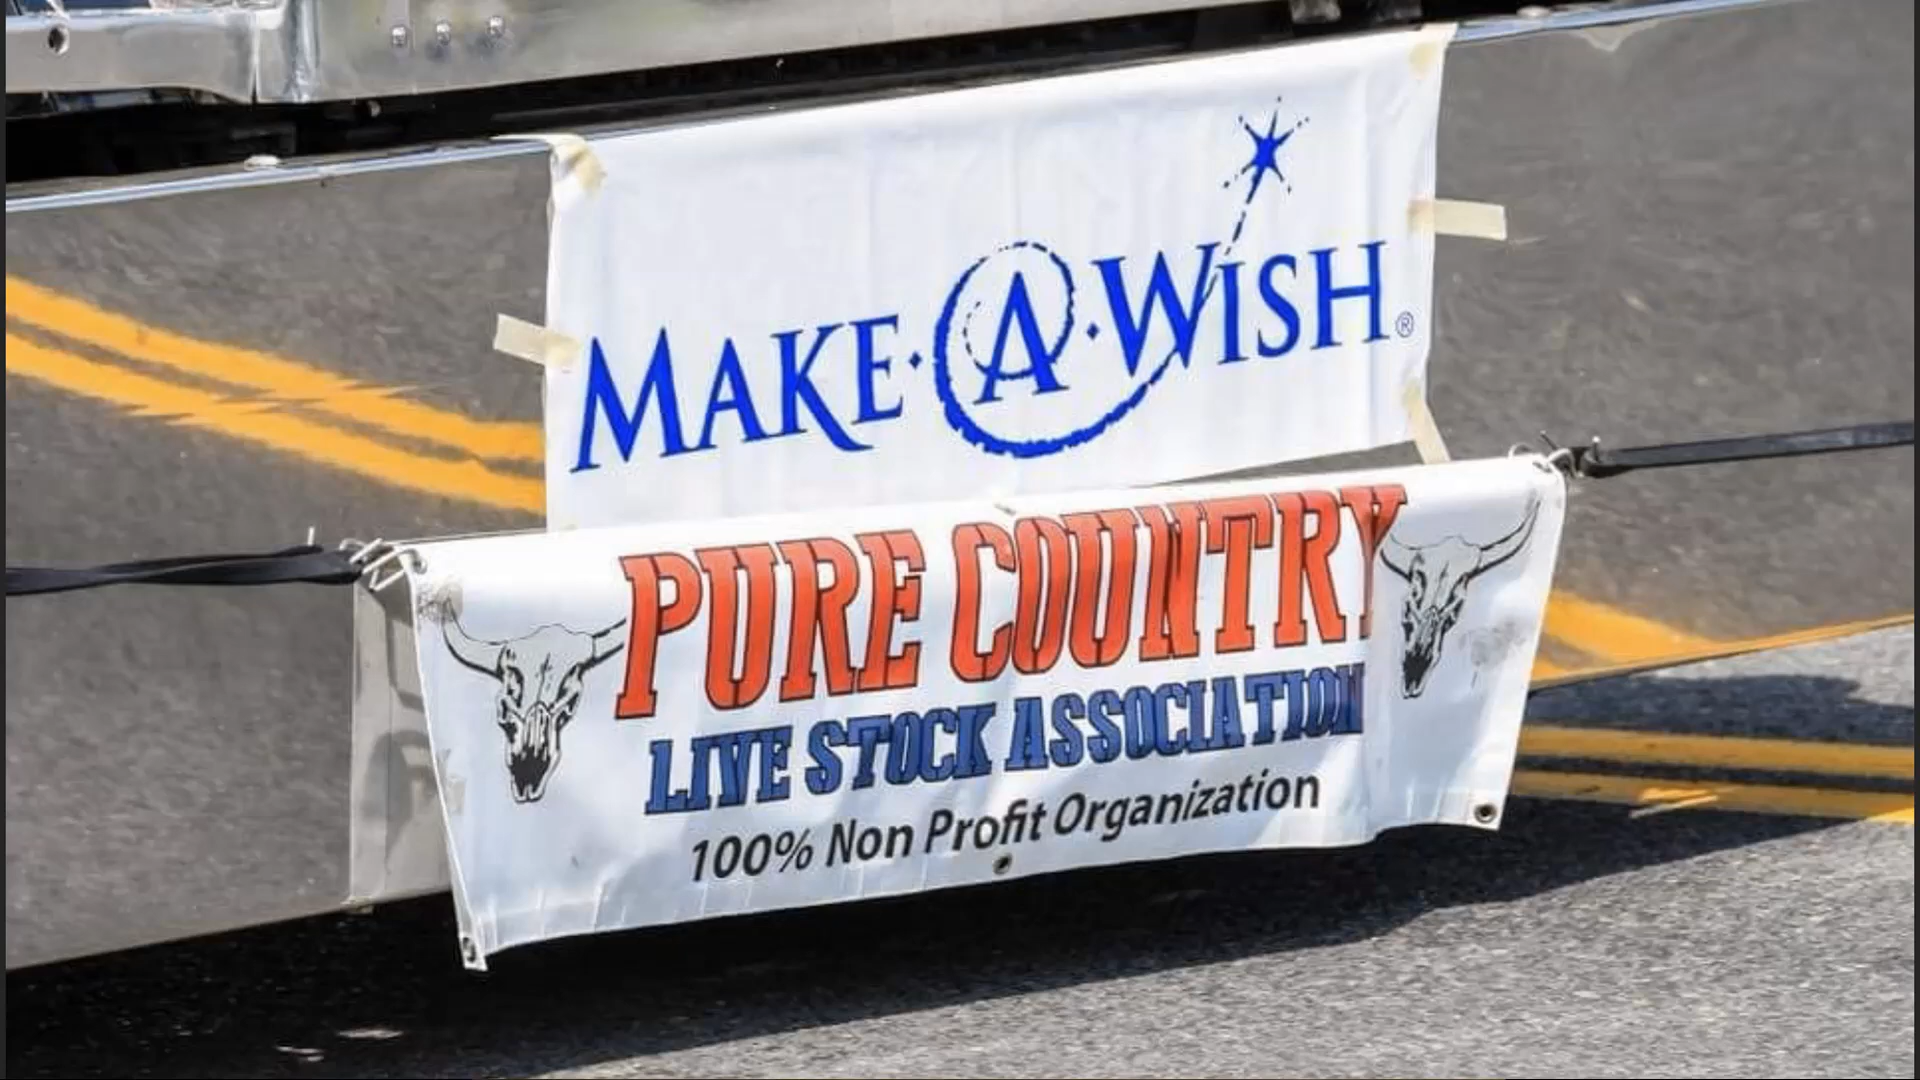 MAKE·A·WISH®
PURE COUNTRY
LIVE STOCK ASSOCIATION
100% Non Profit Organization